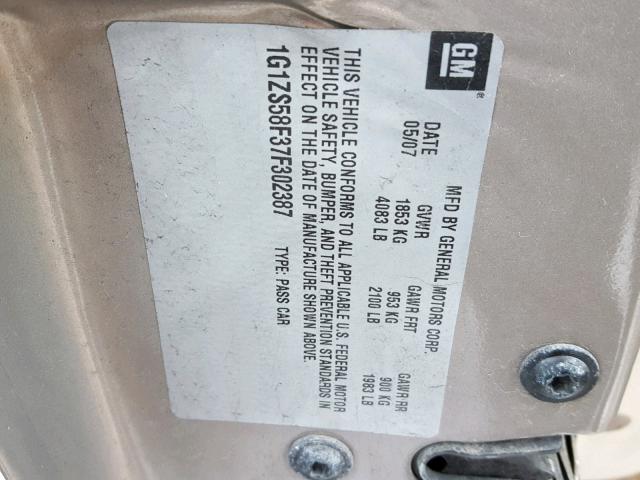 GM
MFD BY GENERAL MOTORS CORP.
DATE GVWR GAWR FRT GAWR RR
05/07 1853 KG 953 KG 900 KG
4083 LB 2100 LB 1983 LB
THIS VEHICLE CONFORMS TO ALL APPLICABLE U.S. FEDERAL MOTOR
VEHICLE SAFETY, BUMPER, AND THEFT PREVENTION STANDARDS IN
EFFECT ON THE DATE OF MANUFACTURE SHOWN ABOVE.
1G1ZS58F37F302387 TYPE: PASS CAR